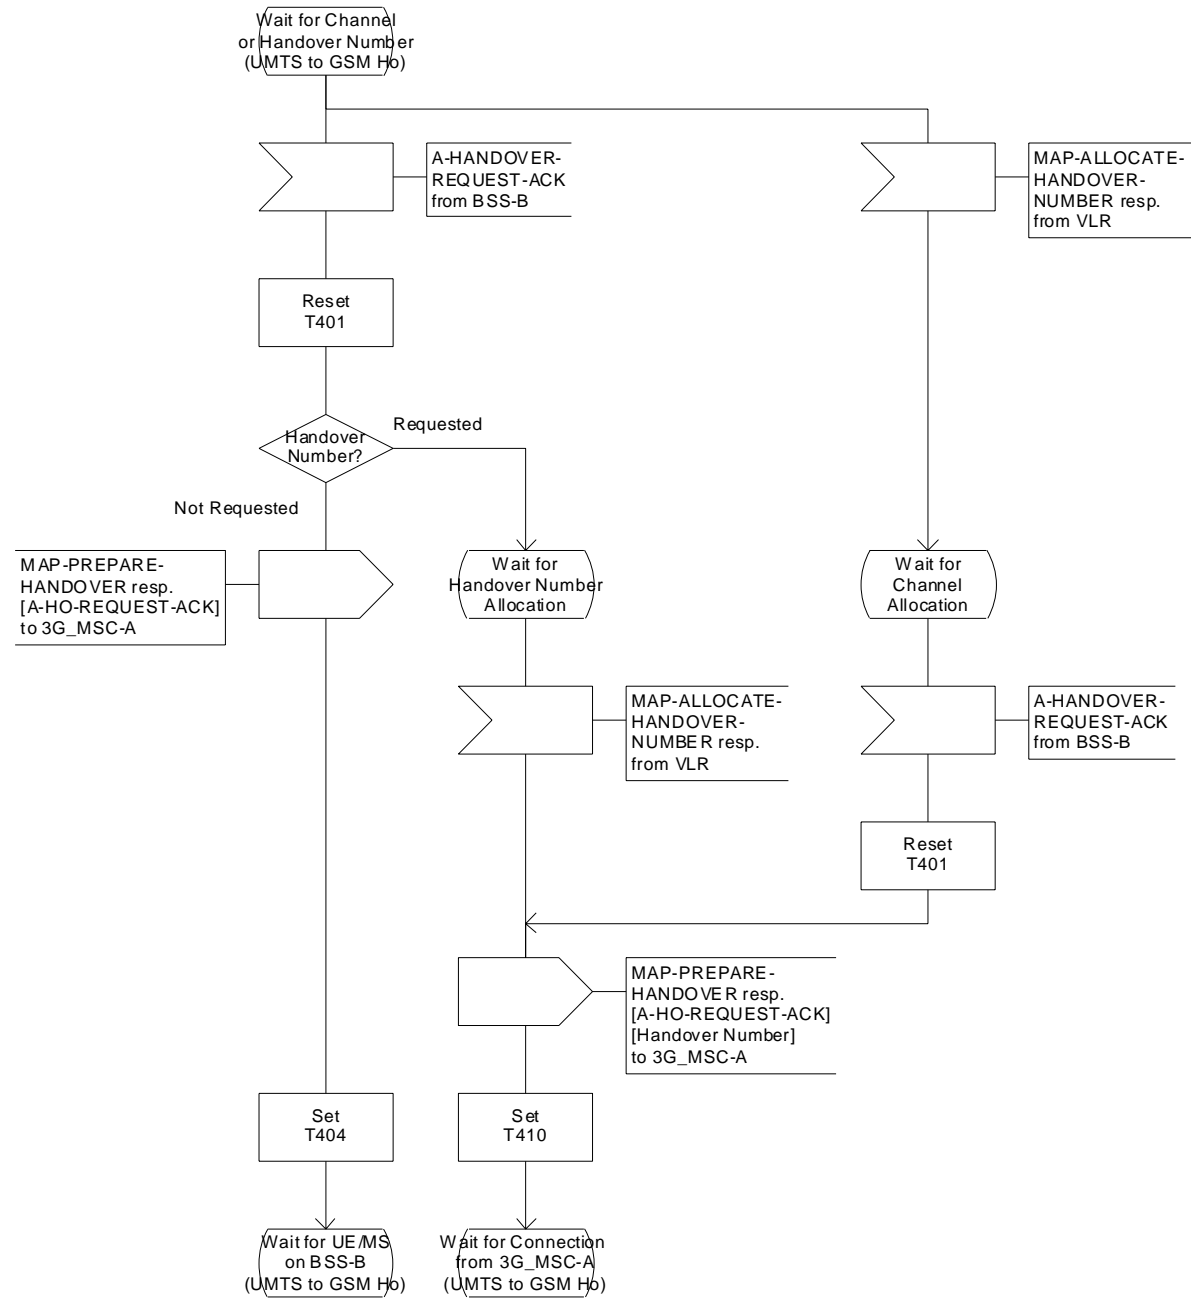 Wait for Channel
or Handover Number
(UMTS to GSM Ho)
A-HANDOVER-
REQUEST-ACK
from BSS-B
MAP-ALLOCATE-
HANDOVER-
NUMBER resp.
from VLR
Reset
T401
Handover
Number?
Requested
Not Requested
MAP-PREPARE-
HANDOVER resp.
[A-HO-REQUEST-ACK]
to 3G_MSC-A
Wait for
Handover Number
Allocation
Wait for
Channel
Allocation
MAP-ALLOCATE-
HANDOVER-
NUMBER resp.
from VLR
A-HANDOVER-
REQUEST-ACK
from BSS-B
Reset
T401
MAP-PREPARE-
HANDOVER resp.
[A-HO-REQUEST-ACK]
[Handover Number]
to 3G_MSC-A
Set
T404
Set
T410
Wait for UE/MS
on BSS-B
(UMTS to GSM Ho)
Wait for Connection
from 3G_MSC-A
(UMTS to GSM Ho)